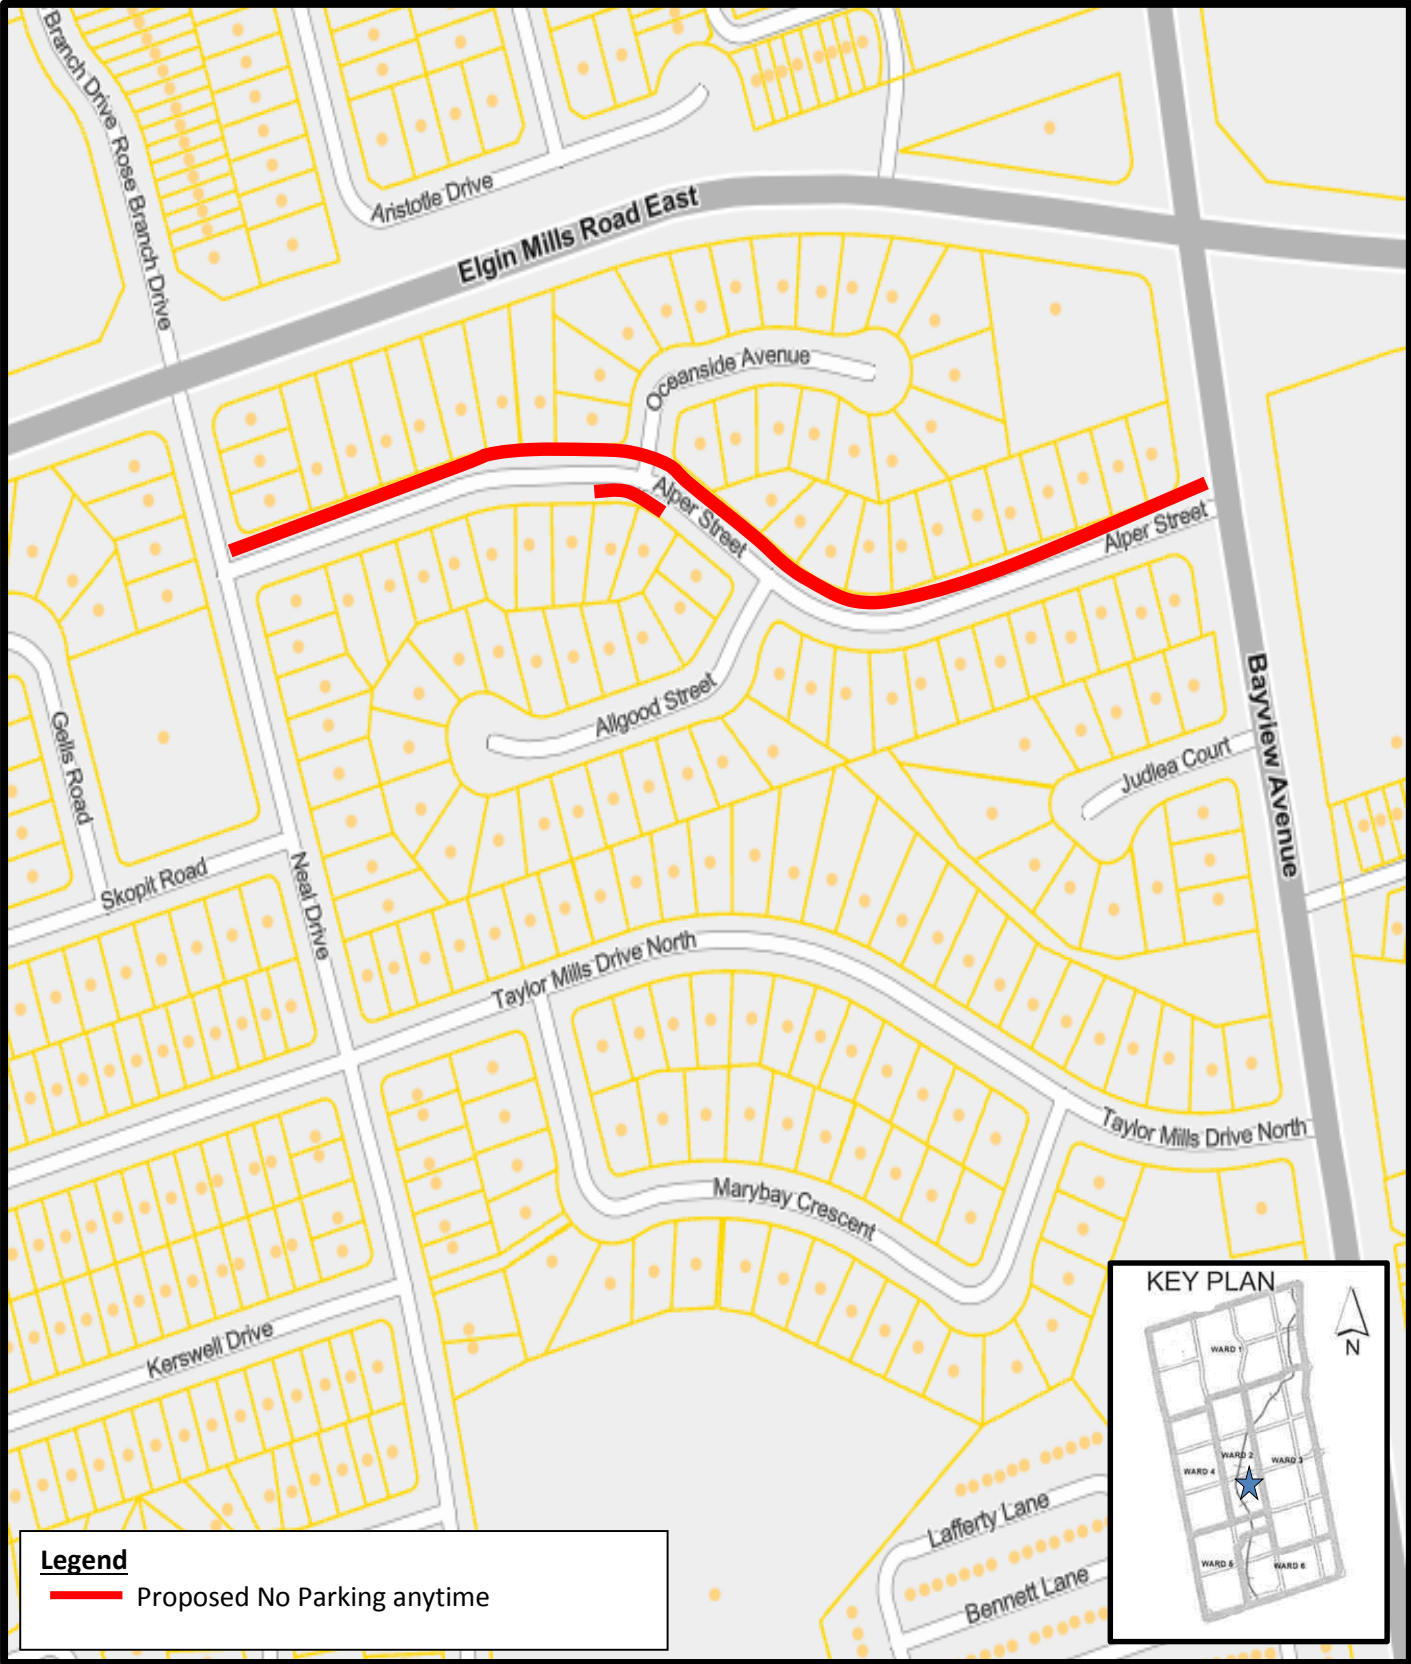 Branch Drive
Rose Branch Drive
Aristotle Drive
Elgin Mills Road East
Oceanside Avenue
Alper Street
Alper Street
Allgood Street
Bayview Avenue
Judlea Court
Gells Road
Skopit Road
Neal Drive
Taylor Mills Drive North
Taylor Mills Drive North
Marybay Crescent
Kerswell Drive
Lafferty Lane
Bennett Lane
KEY PLAN
N
WARD 1
WARD 2
WARD 3
WARD 4
WARD 5
WARD 6
Legend
Proposed No Parking anytime